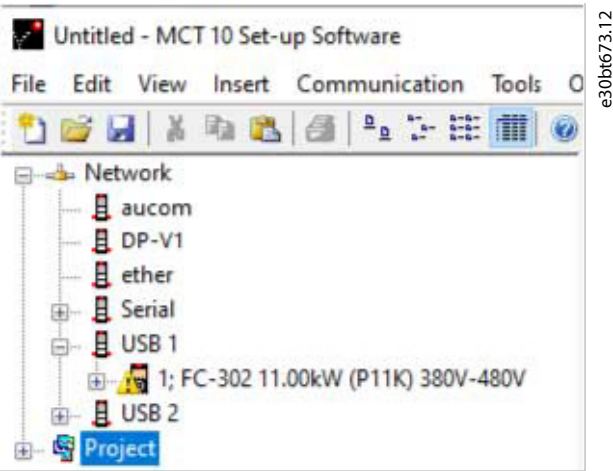 Untitled - MCT 10 Set-up Software
File Edit View Insert Communication Tools O
Network
aucom
DP-V1
ether
Serial
USB 1
1; FC-302 11.00kW (P11K) 380V-480V
USB 2
Project
e30bt673.12